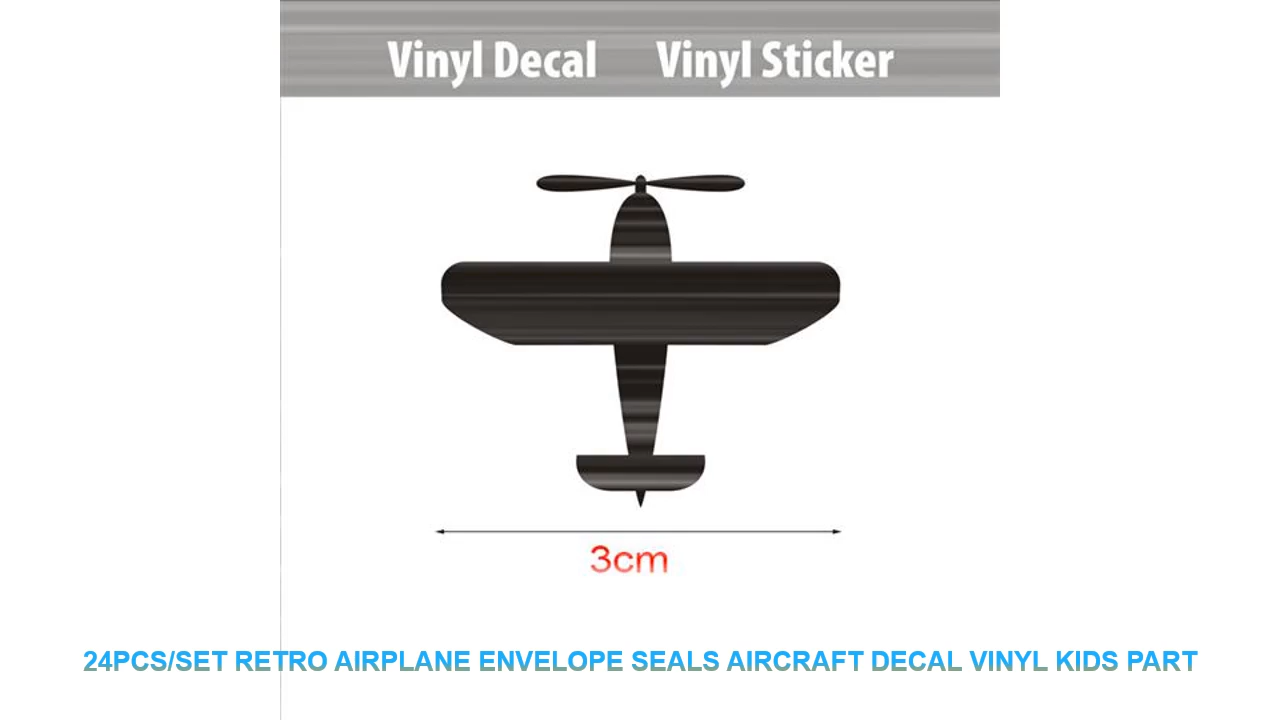 Vinyl Decal Vinyl Sticker
3cm
24PCS/SET RETRO AIRPLANE ENVELOPE SEALS AIRCRAFT DECAL VINYL KIDS PART